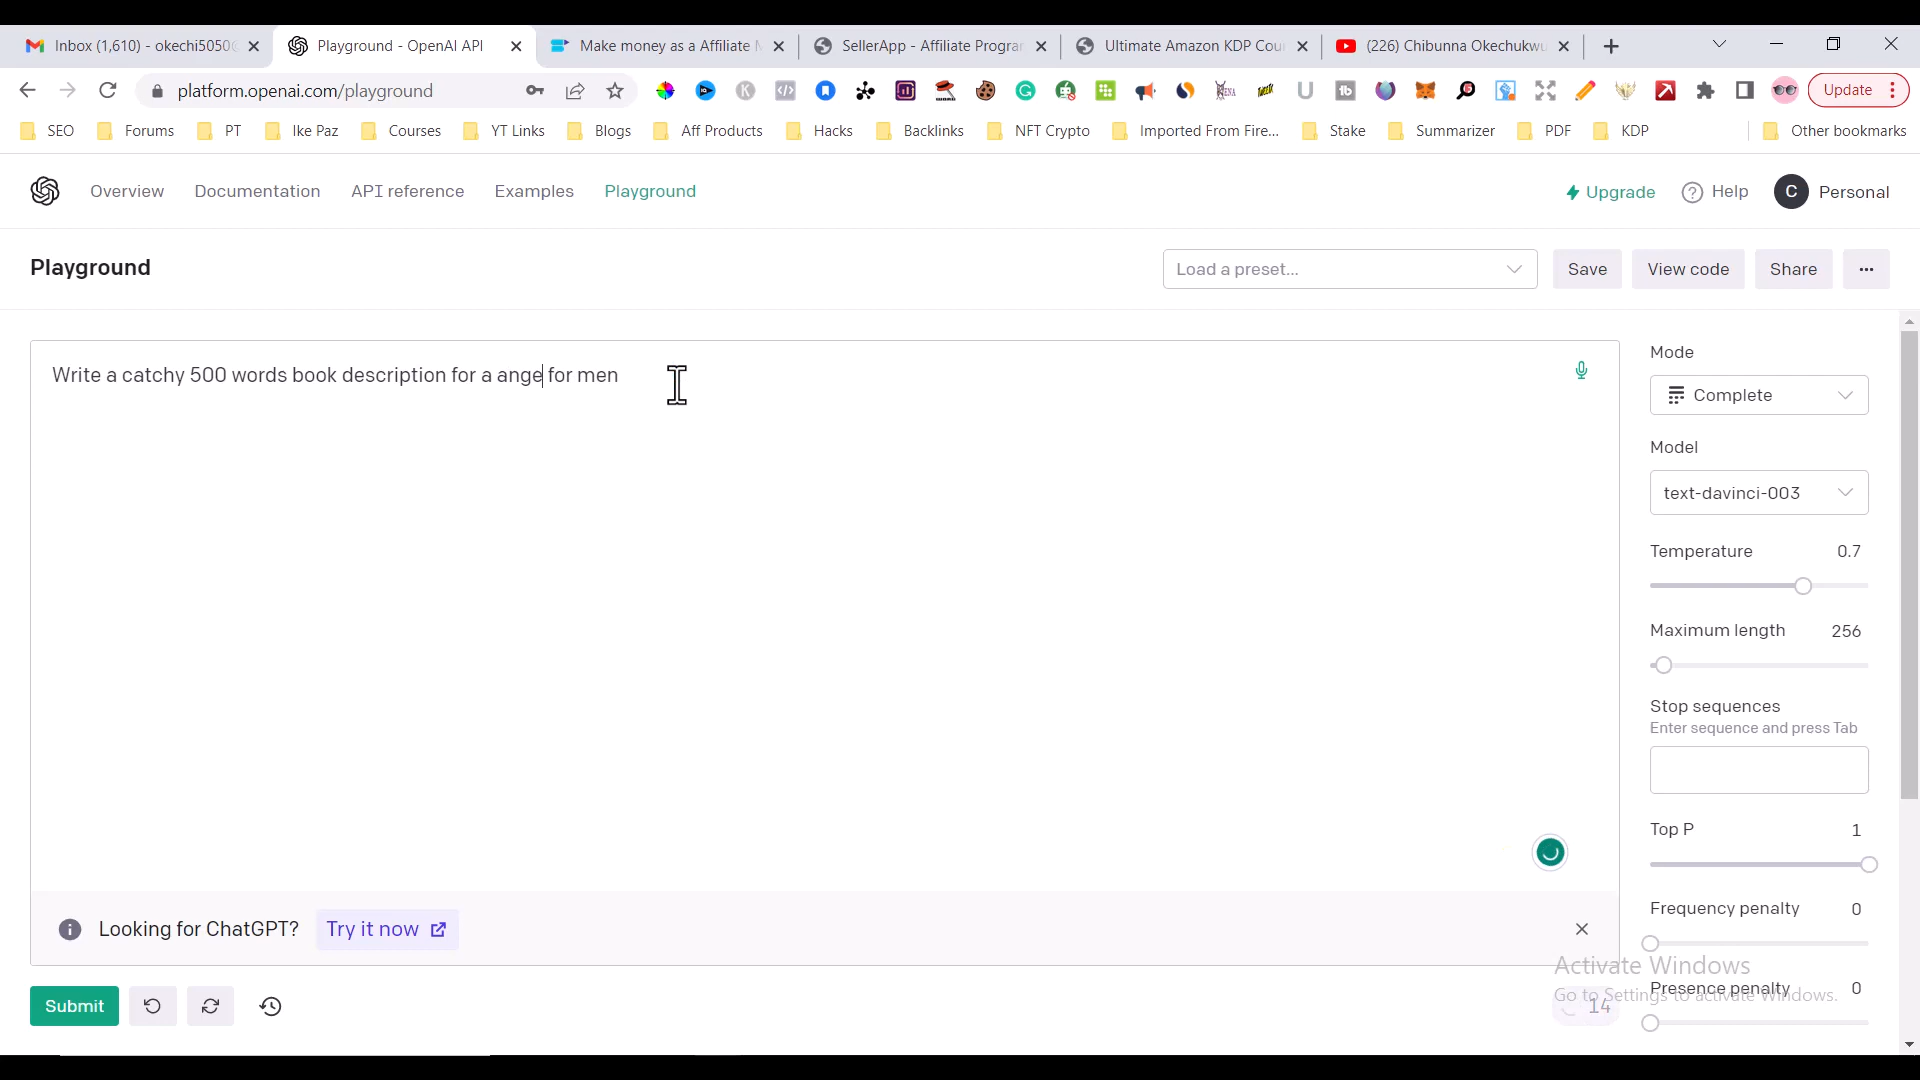 Inbox (1,610) - okechi5050 Playground - OpenAI API Make money as a Affiliate SellerApp - Affiliate Progra Ultimate Amazon KDP Cou (226) Chibunna Okechukwu
platform.openai.com/playground Update
SEO Forums PT Ike Paz Courses YT Links Blogs Aff Products Hacks Backlinks NFT Crypto Imported From Fire... Stake Summarizer PDF KDP Other bookmarks
Overview Documentation API reference Examples Playground Upgrade Help C Personal
Playground Load a preset... Save View code Share ...
Write a catchy 500 words book description for a ange for men
Mode
Complete
Model
text-davinci-003
Temperature 0.7
Maximum length 256
Stop sequences
Enter sequence and press Tab
Top P 1
Frequency penalty 0
Looking for ChatGPT? Try it now
Activate Windows
Go to Settings to activate Windows.
Presence penalty 0
Submit 14